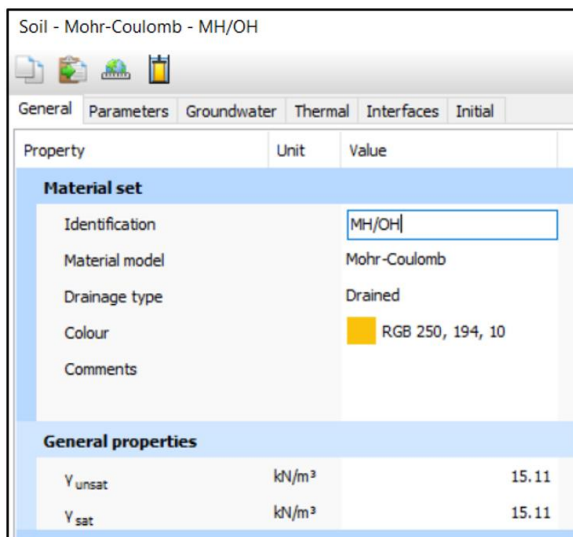 Soil - Mohr-Coulomb - MH/OH
General Parameters Groundwater Thermal Interfaces Initial
Property Unit Value
Material set
Identification MH/OH
Material model Mohr-Coulomb
Drainage type Drained
Colour RGB 250, 194, 10
Comments
General properties
γ unsat kN/m³ 15.11
γ sat kN/m³ 15.11